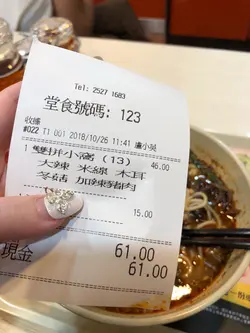 Tel: 2527 1683
堂食號碼: 123
收據
#022 T1 001 2018/10/26 11:41 盧小英
1 雙拼小窩 (13) 46.00
大辣 米線 木耳
冬菇 加辣豬肉
15.00
現金 61.00
61.00